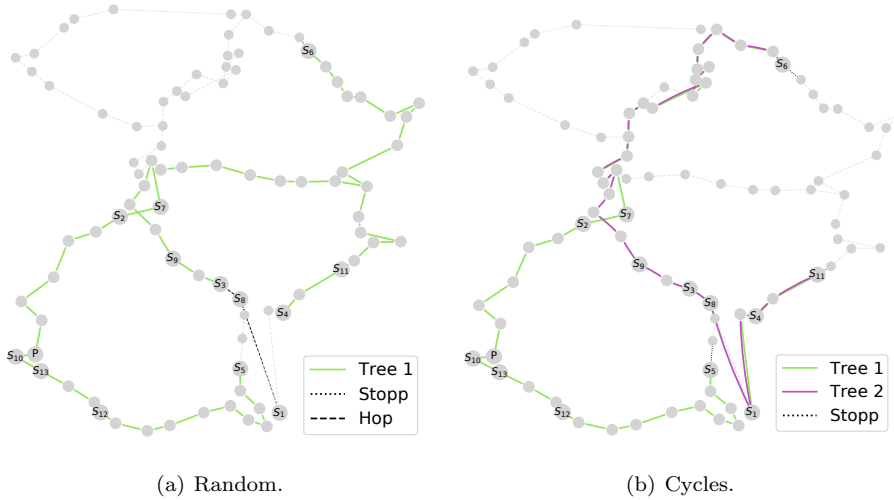 S6
S6
S2
S7
S2
S7
S9
S9
S3
S11
S11
S8
S3
S8
S4
S4
S10
P
S13
S5
S10
P
S13
S5
S12
S1
S12
S1
Tree 1
Stopp
Hop
Tree 1
Tree 2
Stopp
(a) Random.
(b) Cycles.